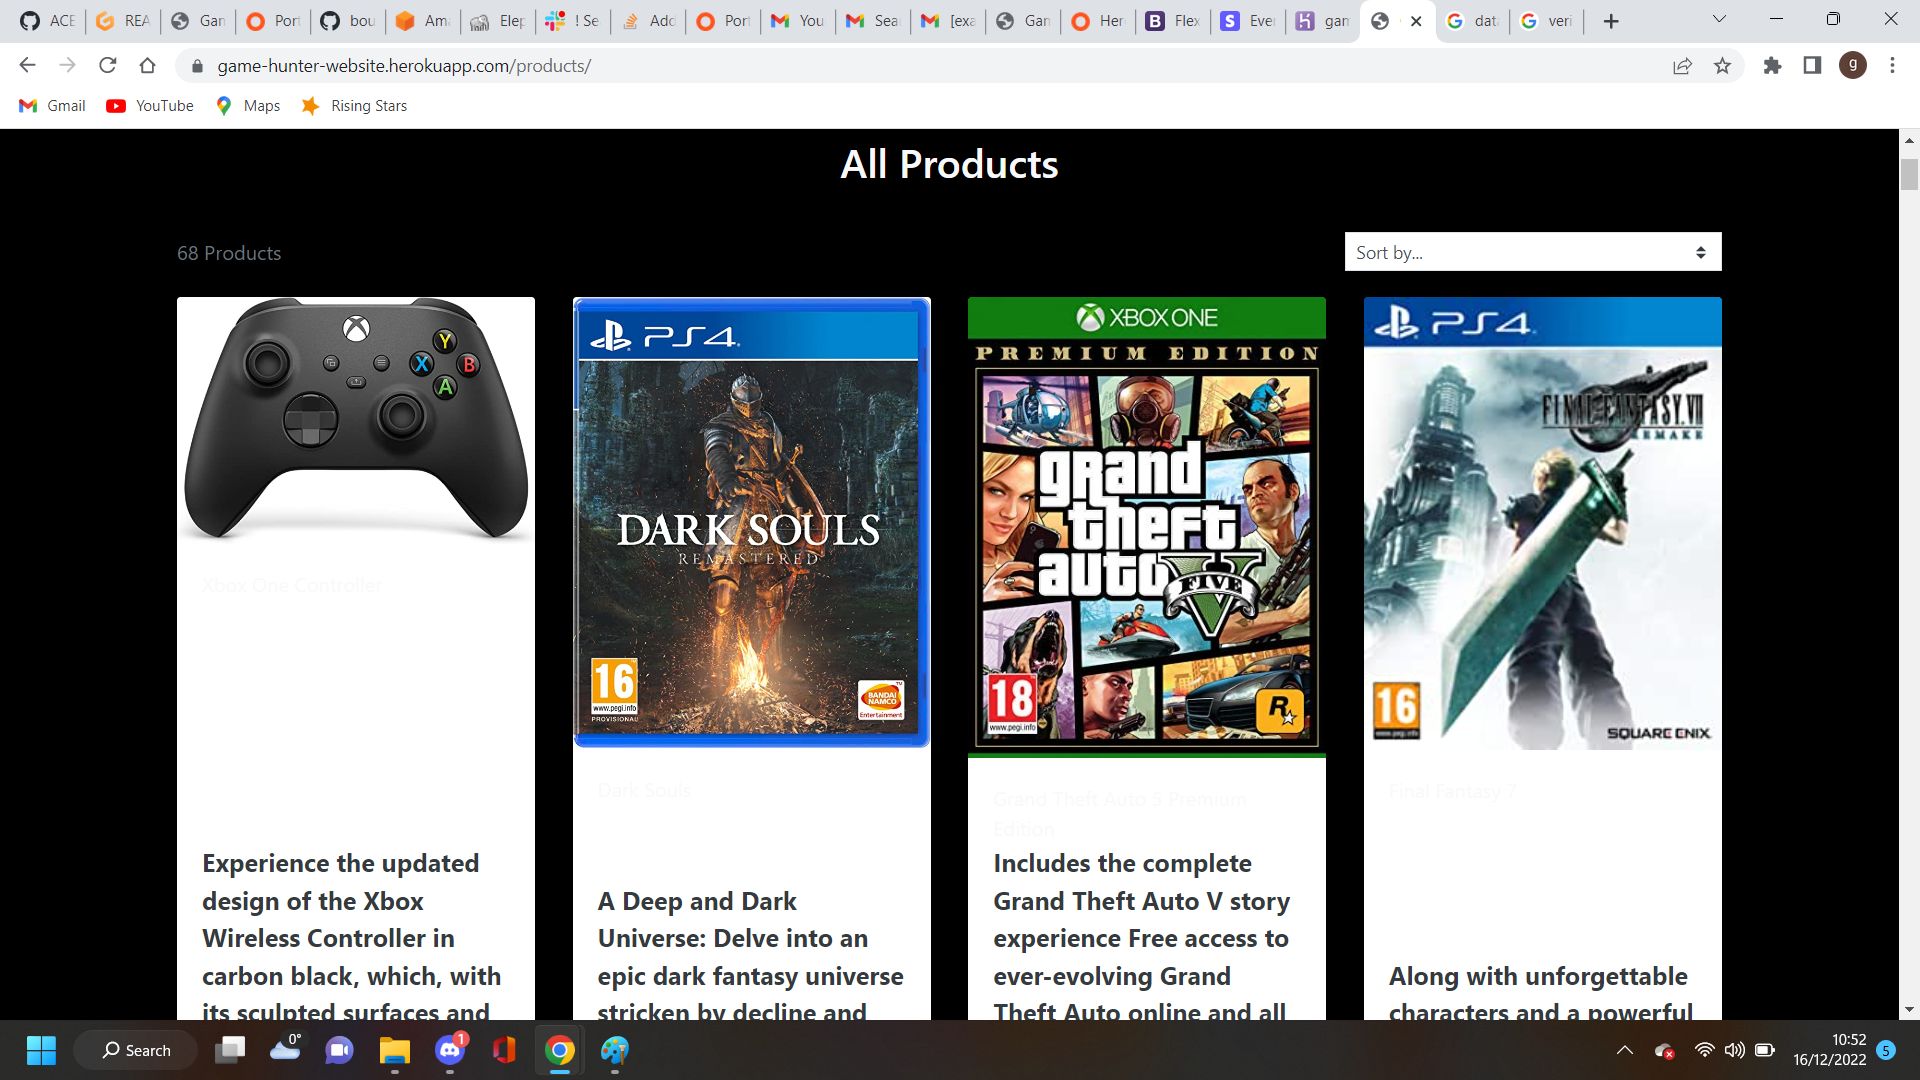 ACE
REA
Gam
Port
bou
Ama
Elep
! Se
Add
Port
You
Sea
[exa
Gam
Her
Flex
Ever
gam
G
data
veri
game-hunter-website.herokuapp.com/products/
g
Gmail
YouTube
Maps
Rising Stars
All Products
68 Products
Sort by...
Y
X
B
A
Xbox One Controller
Experience the updated
design of the Xbox
Wireless Controller in
carbon black, which, with
its sculpted surfaces and
PS4
DARK SOULS
REMASTERED
16
www.pegi.info
PROVISIONAL
BANDAI
NAMCO
Entertainment
Dark Souls
A Deep and Dark
Universe: Delve into an
epic dark fantasy universe
stricken by decline and
XBOX ONE
PREMIUM EDITION
grand
theft
auto
V
FIVE
18
www.pegi.info
R
Grand Theft Auto 5 Premium
Edition
Includes the complete
Grand Theft Auto V story
experience Free access to
ever-evolving Grand
Theft Auto online and all
PS4
FINAL FANTASY VII
REMAKE
16
www.pegi.info
SQUARE ENIX
Final Fantasy 7
Along with unforgettable
characters and a powerful
Search
0°
1
10:52
16/12/2022
5